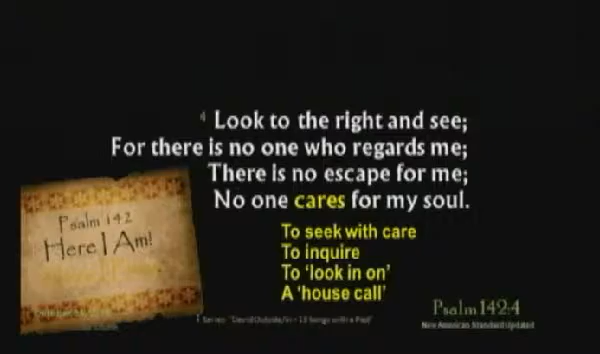 4 Look to the right and see;
For there is no one who regards me;
There is no escape for me;
No one cares for my soul.
To seek with care
To inquire
To 'look in on'
A 'house call'
Psalm 142
Here I Am!
Psalm 142:4
New American Standard Updated